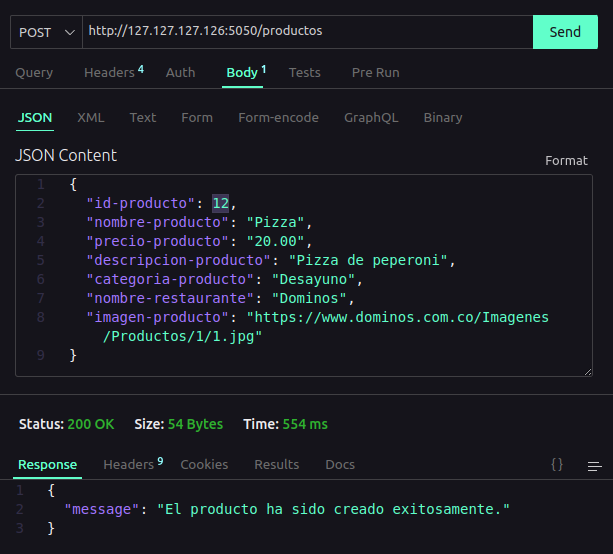 POST http://127.127.127.126:5050/productos Send
Query Headers 4 Auth Body 1 Tests Pre Run
JSON XML Text Form Form-encode GraphQL Binary
JSON Content Format
1 {
2 "id-producto": 12,
3 "nombre-producto": "Pizza",
4 "precio-producto": "20.00",
5 "descripcion-producto": "Pizza de peperoni",
6 "categoria-producto": "Desayuno",
7 "nombre-restaurante": "Dominos",
8 "imagen-producto": "https://www.dominos.com.co/Imagenes
/Productos/1/1.jpg"
9 }
Status: 200 OK Size: 54 Bytes Time: 554 ms
Response Headers 9 Cookies Results Docs {}
1 {
2 "message": "El producto ha sido creado exitosamente."
3 }